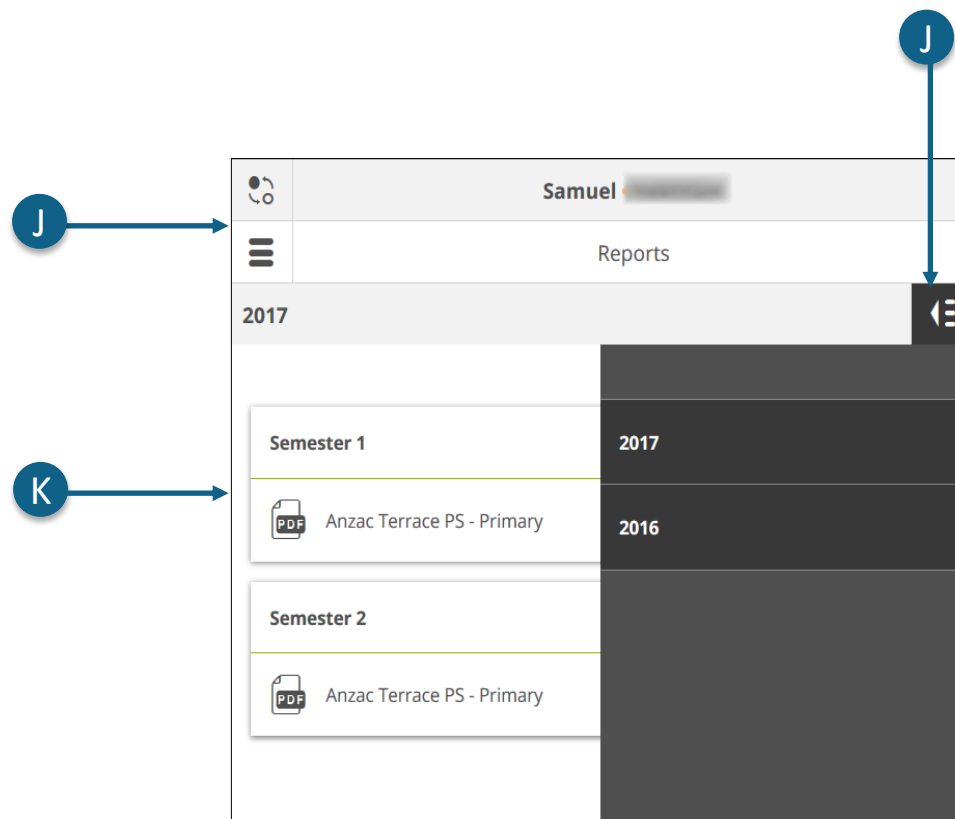 J
J
Samuel
Reports
2017
Semester 1
2017
K
PDF Anzac Terrace PS - Primary
2016
Semester 2
PDF Anzac Terrace PS - Primary